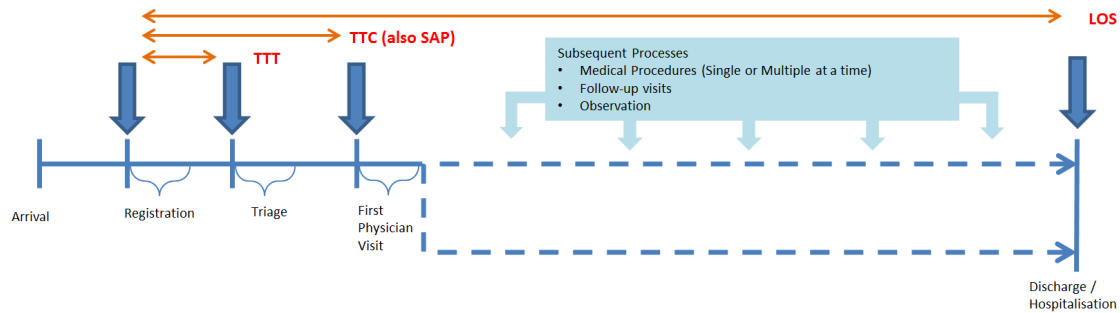 LOS
TTC (also SAP)
TTT
Subsequent Processes
• Medical Procedures (Single or Multiple at a time)
• Follow-up visits
• Observation
Arrival
Registration
Triage
First
Physician
Visit
Discharge /
Hospitalisation